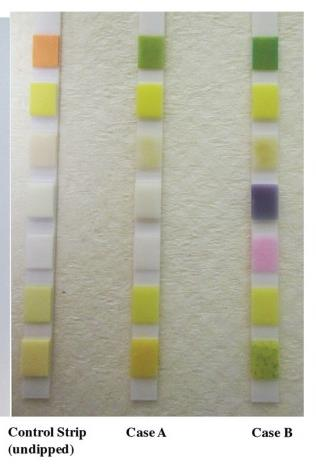 Control Strip Case A Case B
(undipped)